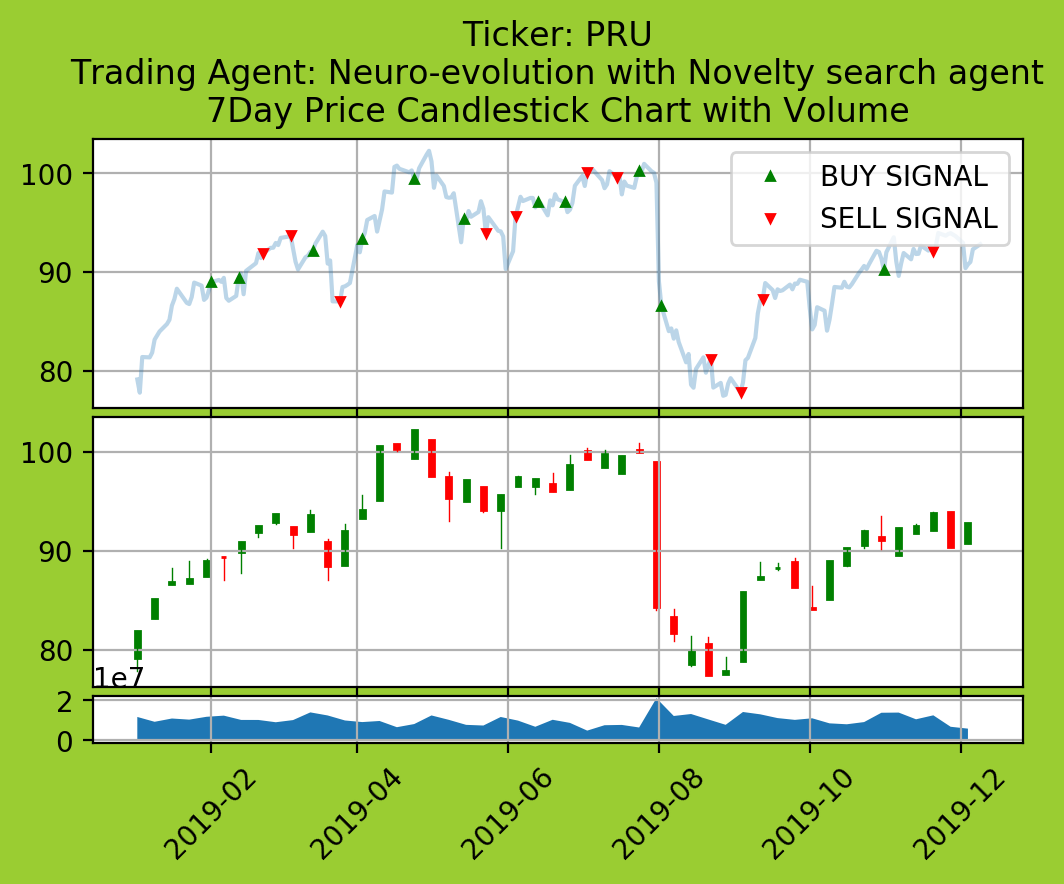 Ticker: PRU
Trading Agent: Neuro-evolution with Novelty search agent
7Day Price Candlestick Chart with Volume
100
90
80
BUY SIGNAL
SELL SIGNAL
100
90
80
1e7
2
0
2019-02
2019-04
2019-06
2019-08
2019-10
2019-12